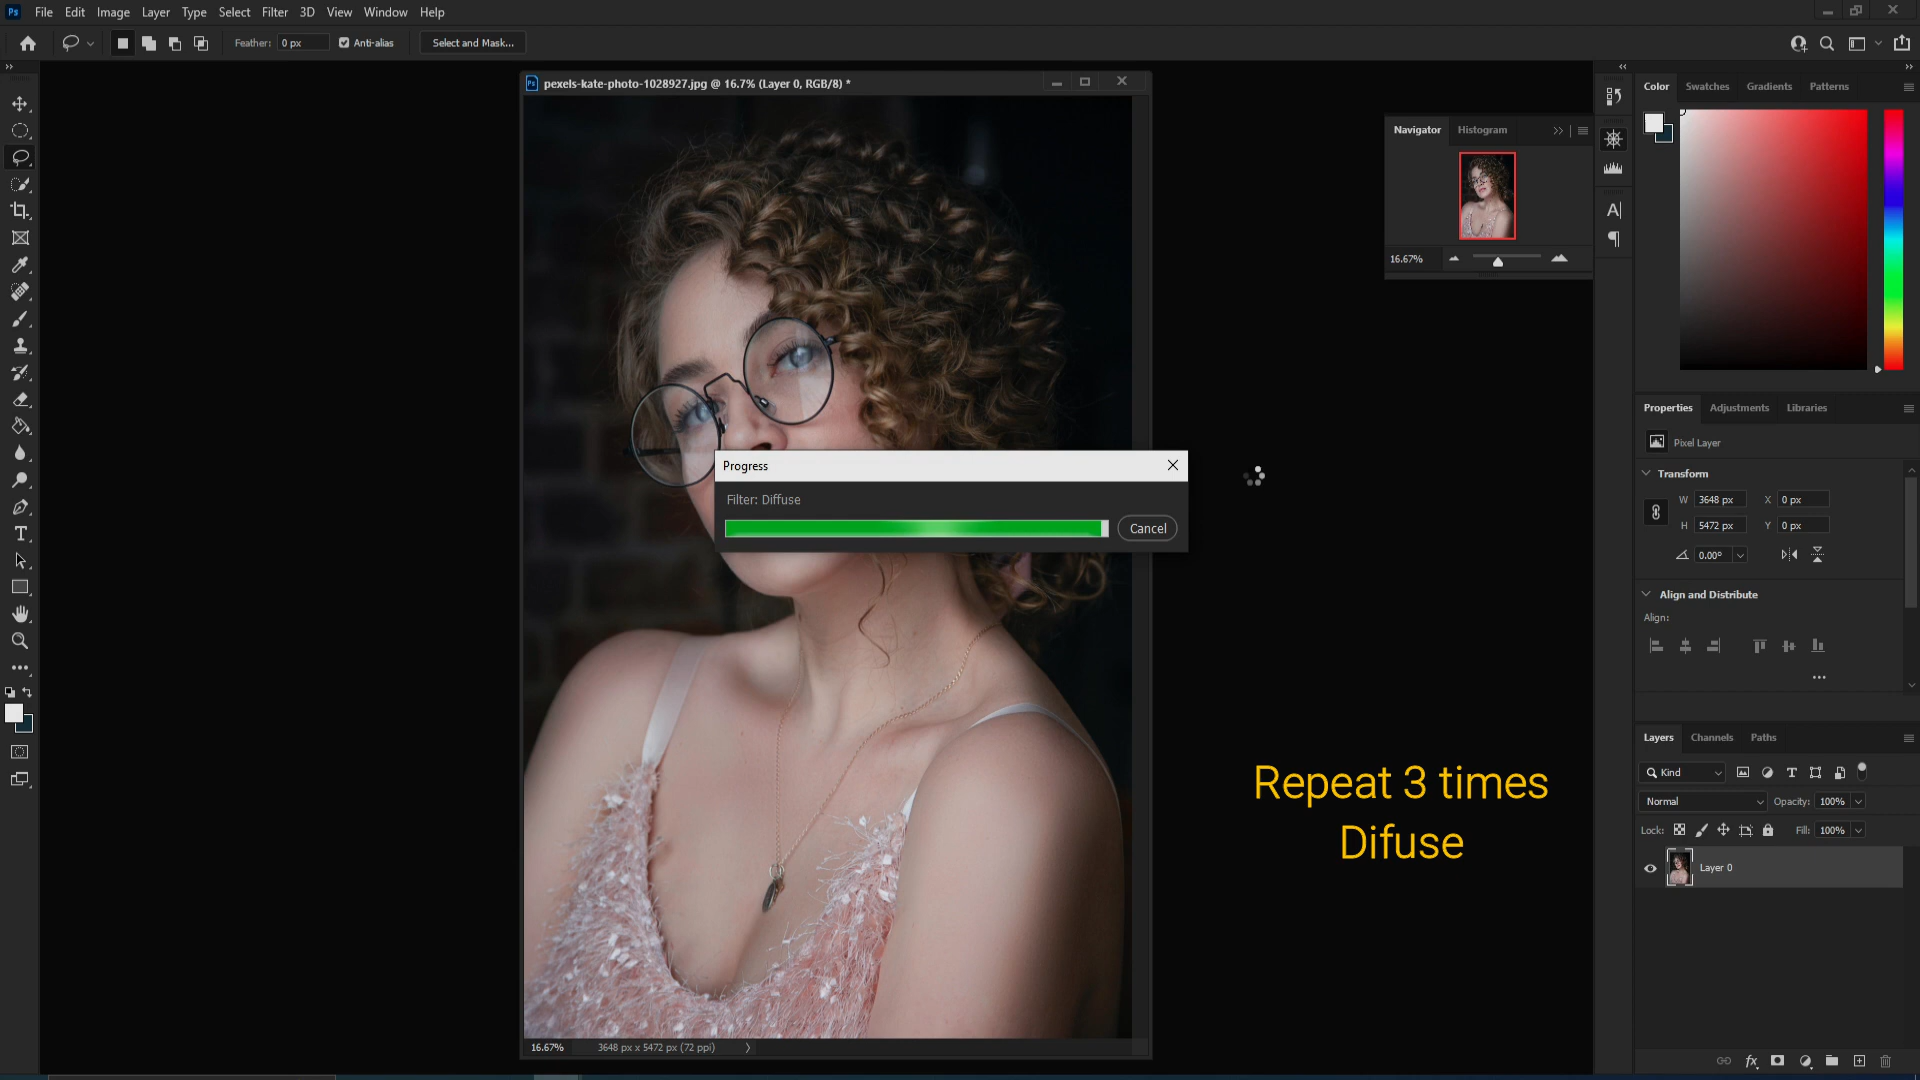 Ps File Edit Image Layer Type Select Filter 3D View Window Help
Feather: 0 px Anti-alias Select and Mask...
Ps pexels-kate-photo-1028927.jpg @ 16.7% (Layer 0, RGB/8) *
Color Swatches Gradients Patterns
Navigator Histogram
16.67%
Properties Adjustments Libraries
Pixel Layer
Transform
W 3648 px X 0 px
H 5472 px Y 0 px
0.00°
Progress
Filter: Diffuse
Cancel
Align and Distribute
Align:
Layers Channels Paths
Kind
Normal Opacity: 100%
Lock: Fill: 100%
Layer 0
Repeat 3 times
Difuse
16.67% 3648 px x 5472 px (72 ppi)